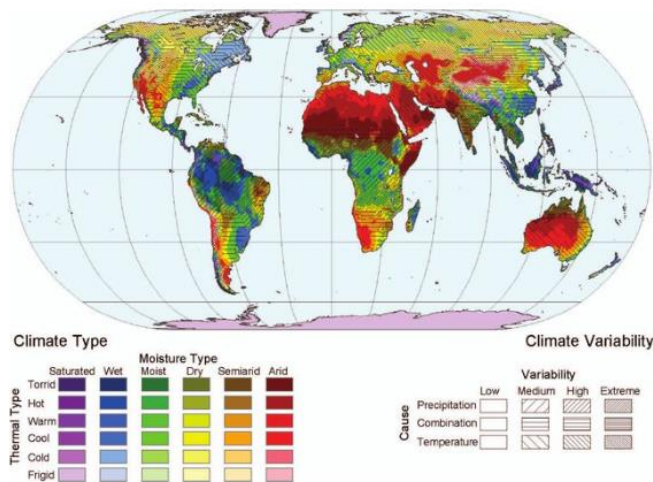 Climate Type
Climate Variability
Moisture Type
Saturated Wet Moist Dry Semiarid Arid
Thermal Type
Torrid
Hot
Warm
Cool
Cold
Frigid
Variability
Low Medium High Extreme
Cause
Precipitation
Combination
Temperature